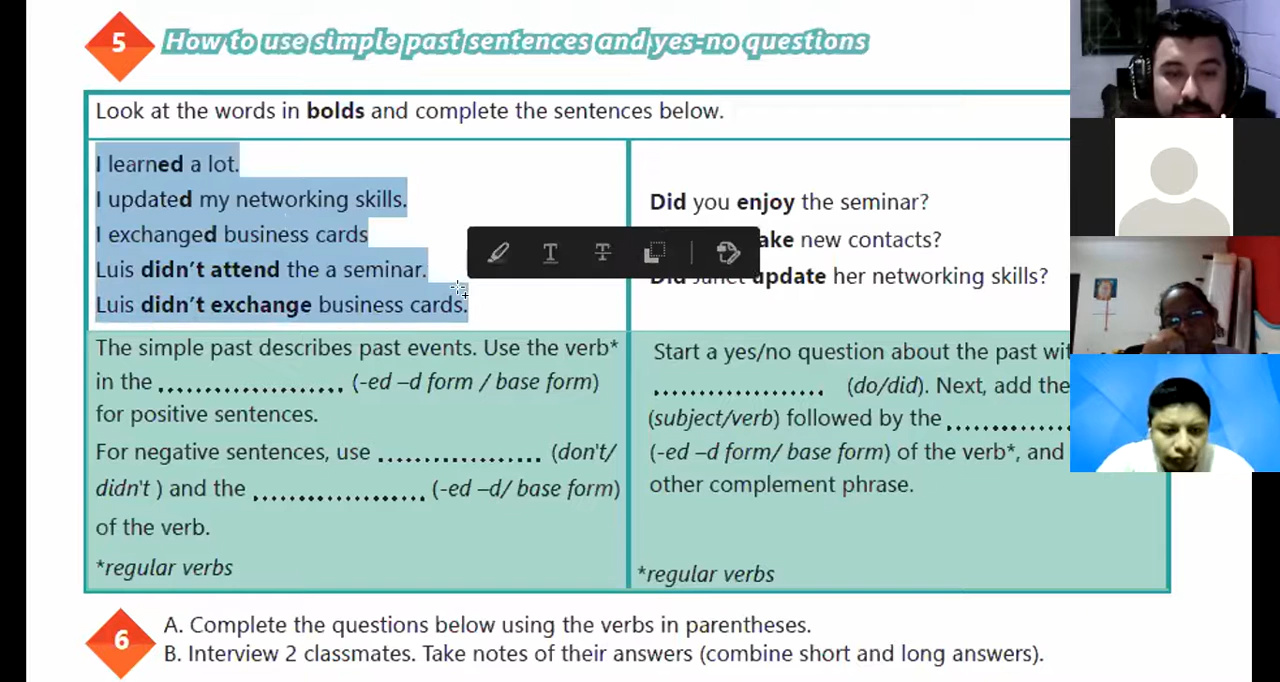 5 How to use simple past sentences and yes-no questions
Look at the words in bolds and complete the sentences below.
I learned a lot.
I updated my networking skills.
I exchanged business cards
Luis didn't attend the a seminar.
Luis didn't exchange business cards.
Did you enjoy the seminar?
new contacts?
Did Janet update her networking skills?
The simple past describes past events. Use the verb*
in the .................... (-ed –d form / base form)
for positive sentences.
For negative sentences, use .................. (don't/
didn't ) and the ................... (-ed –d/ base form)
of the verb.
*regular verbs
Start a yes/no question about the past
................... (do/did). Next, add the
(subject/verb) followed by the ..............
(-ed –d form/ base form) of the verb*, and
other complement phrase.
*regular verbs
6 A. Complete the questions below using the verbs in parentheses.
B. Interview 2 classmates. Take notes of their answers (combine short and long answers).